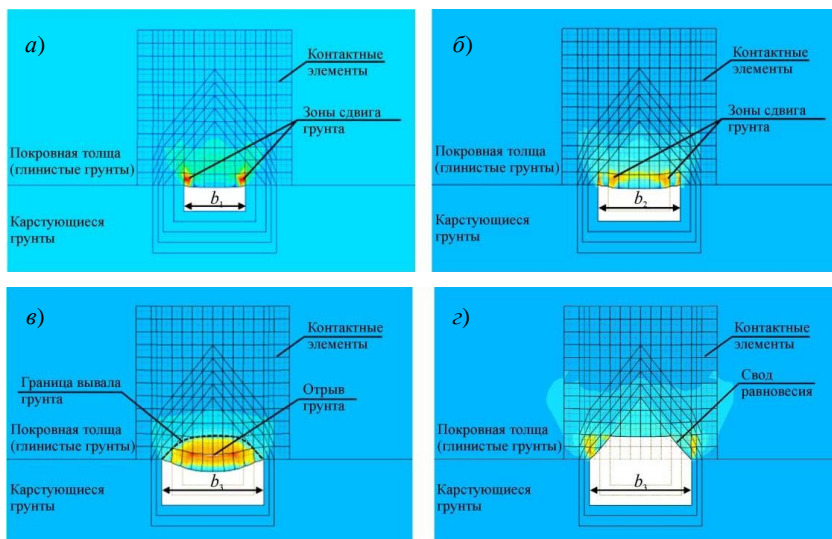 а)
Контактные
элементы
Зоны сдвига
грунта
Покровная толща
(глинистые грунты)
Карстующиеся
грунты
b₁
б)
Контактные
элементы
Зоны сдвига
грунта
Покровная толща
(глинистые грунты)
Карстующиеся
грунты
b₂
в)
Контактные
элементы
Граница вывала
грунта
Отрыв
грунта
Покровная толща
(глинистые грунты)
Карстующиеся
грунты
b₃
г)
Контактные
элементы
Свод
равновесия
Покровная толща
(глинистые грунты)
Карстующиеся
грунты
b₃